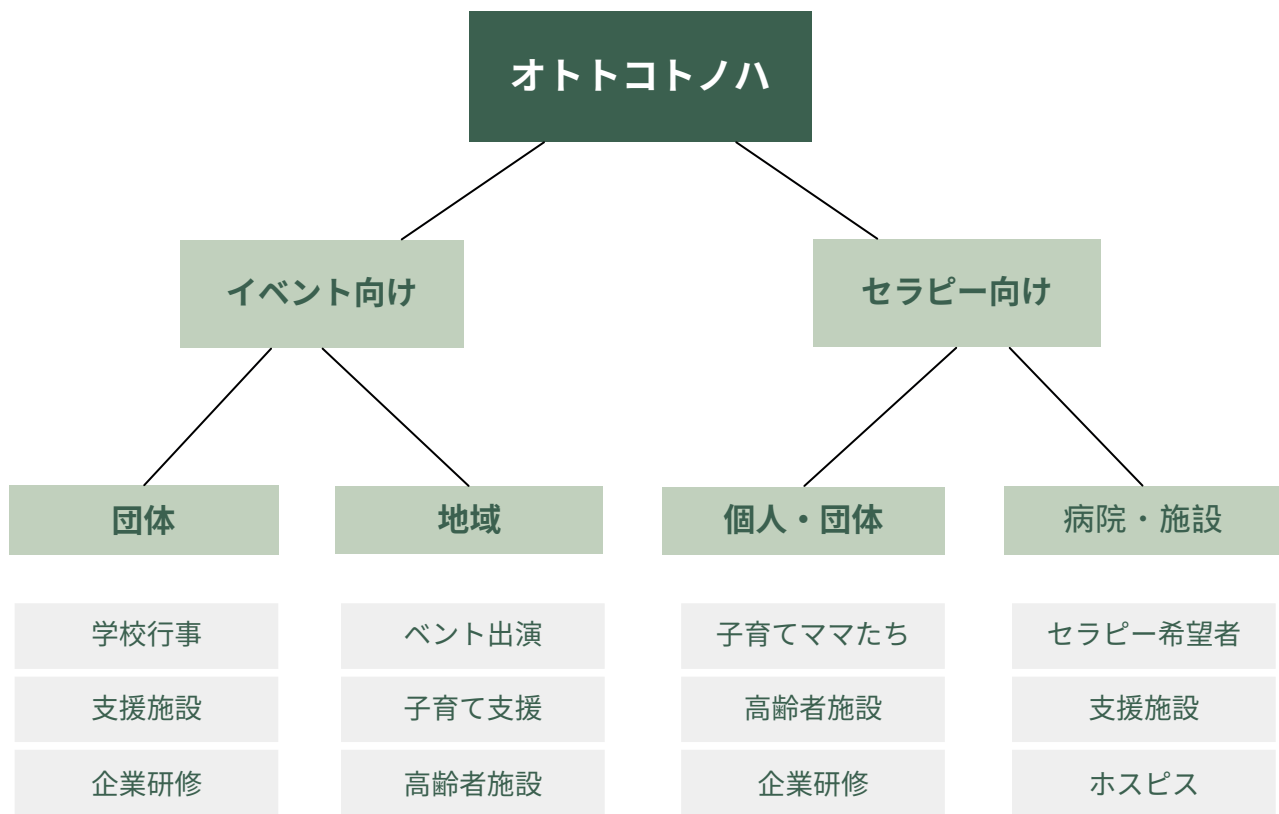 オトトコトノハ
イベント向け
セラピー向け
団体
地域
個人・団体
病院・施設
学校行事
ベント出演
子育てママたち
セラピー希望者
支援施設
子育て支援
高齢者施設
支援施設
企業研修
高齢者施設
企業研修
ホスピス